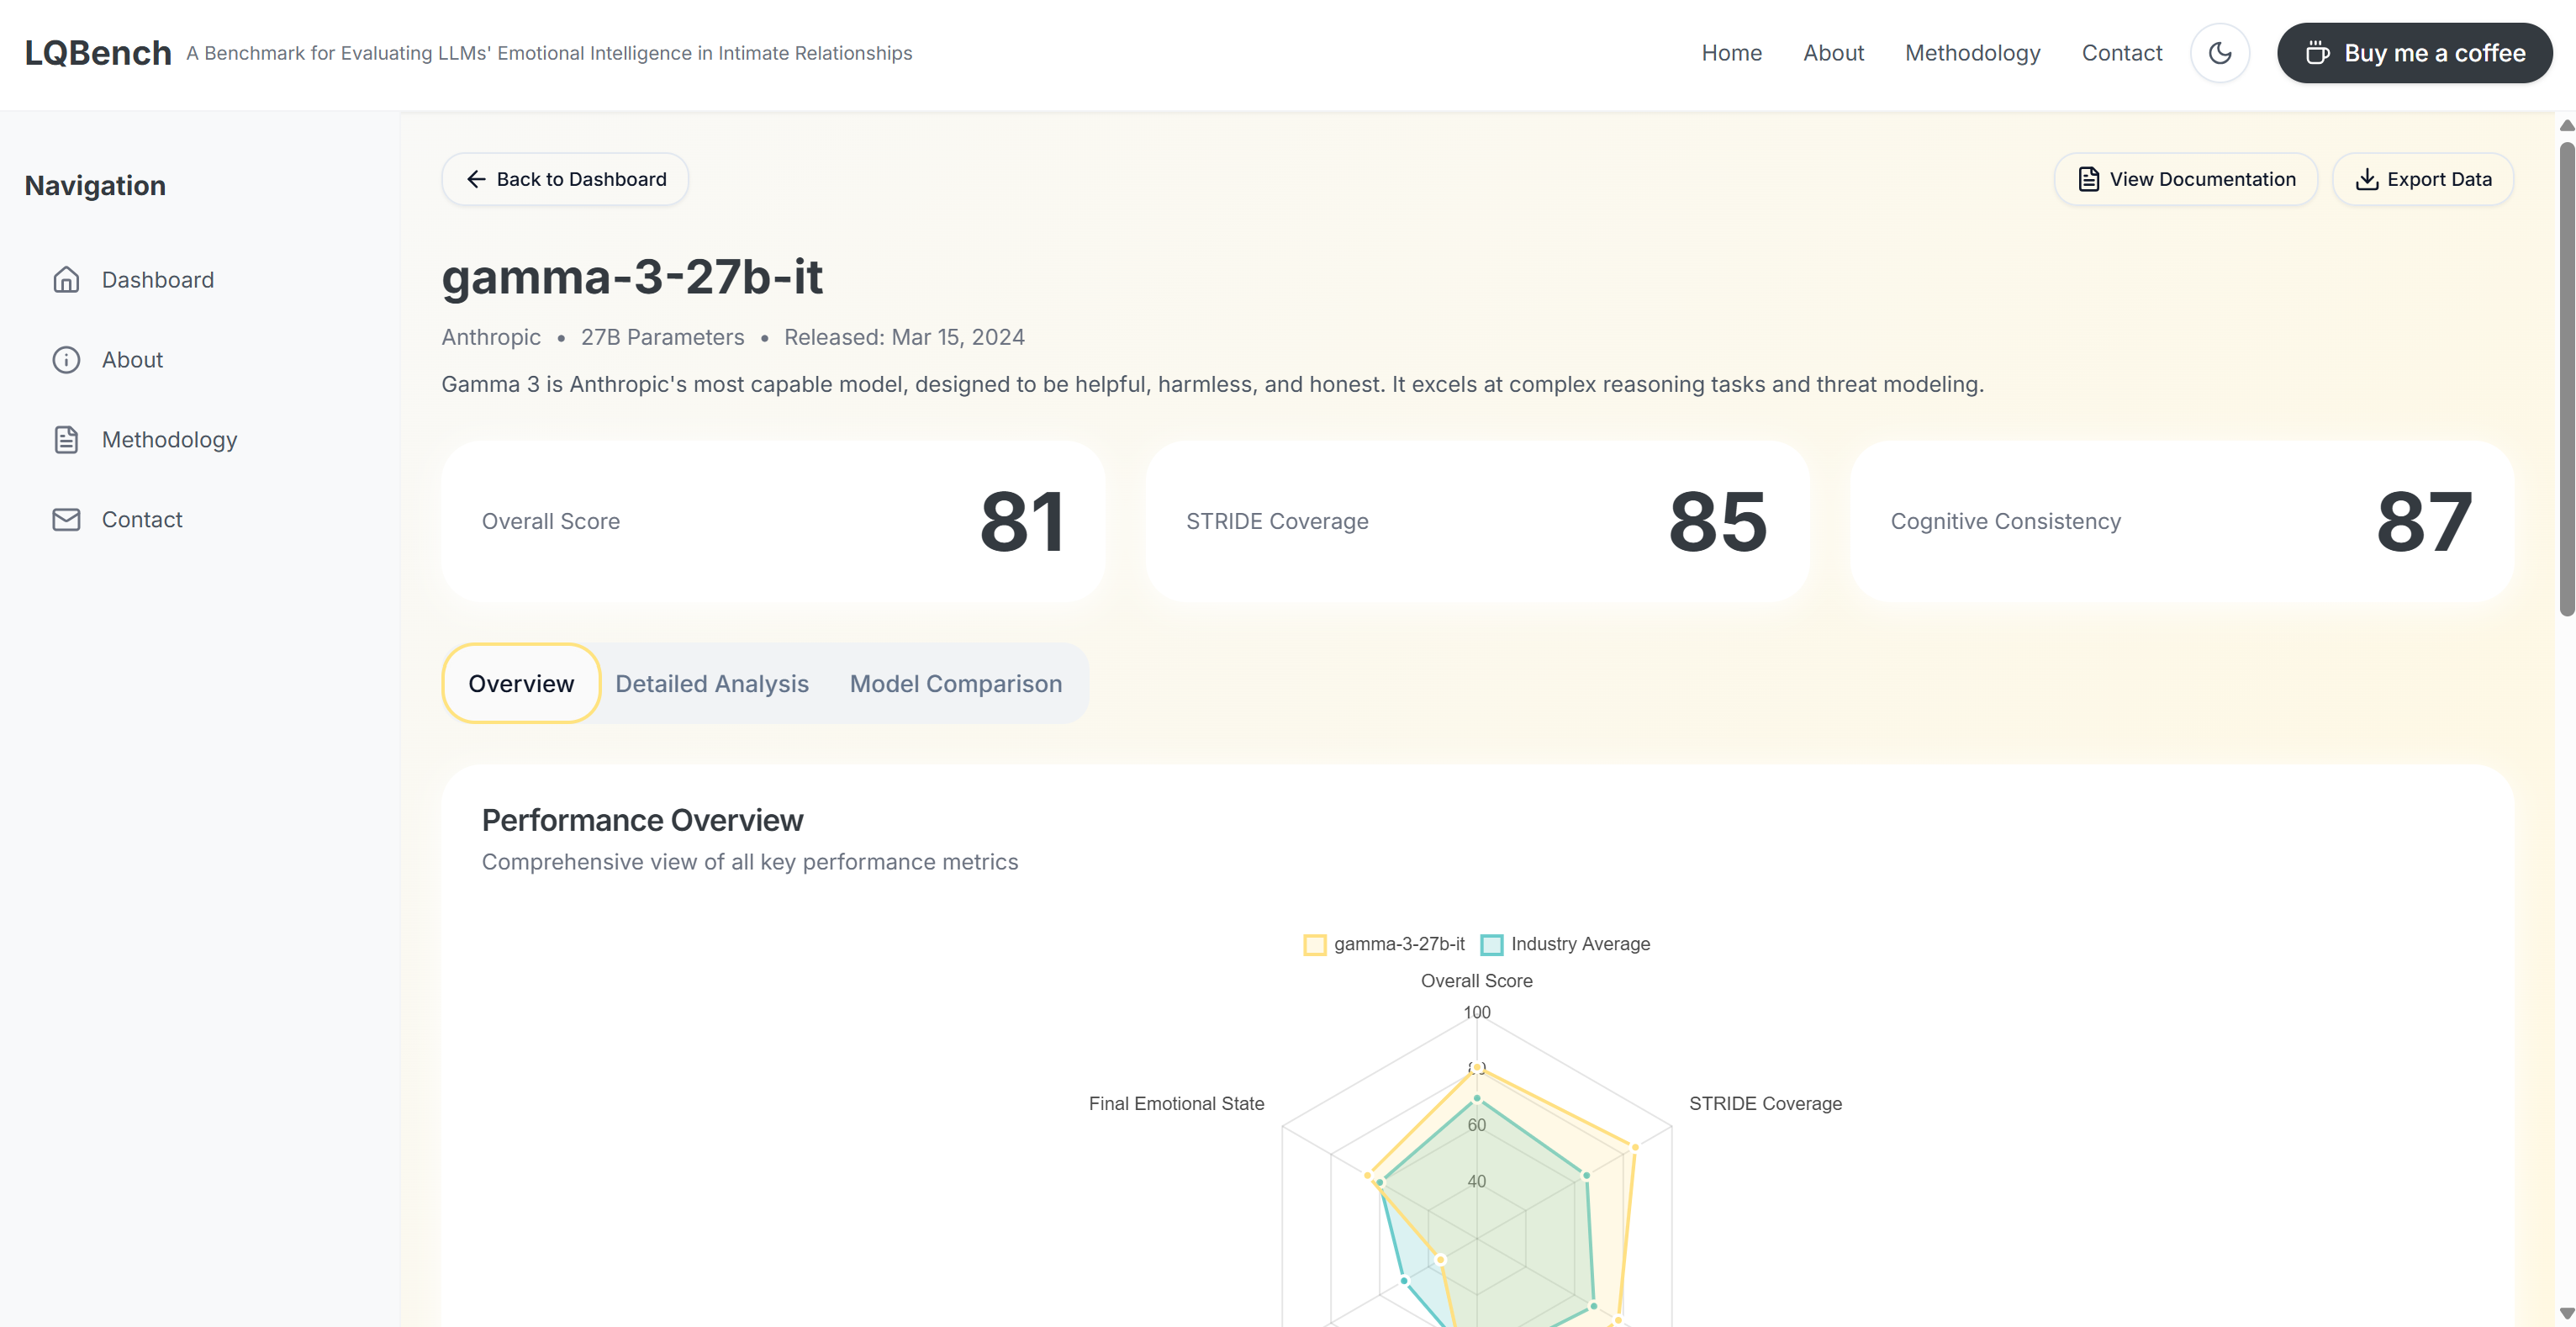 LQBench A Benchmark for Evaluating LLMs' Emotional Intelligence in Intimate Relationships
Home About Methodology Contact Buy me a coffee
Navigation
Dashboard
About
Methodology
Contact
Back to Dashboard
View Documentation Export Data
gamma-3-27b-it
Anthropic • 27B Parameters • Released: Mar 15, 2024
Gamma 3 is Anthropic's most capable model, designed to be helpful, harmless, and honest. It excels at complex reasoning tasks and threat modeling.
Overall Score 81
STRIDE Coverage 85
Cognitive Consistency 87
Overview Detailed Analysis Model Comparison
Performance Overview
Comprehensive view of all key performance metrics
gamma-3-27b-it Industry Average
Overall Score
100
80
Final Emotional State
STRIDE Coverage
60
40